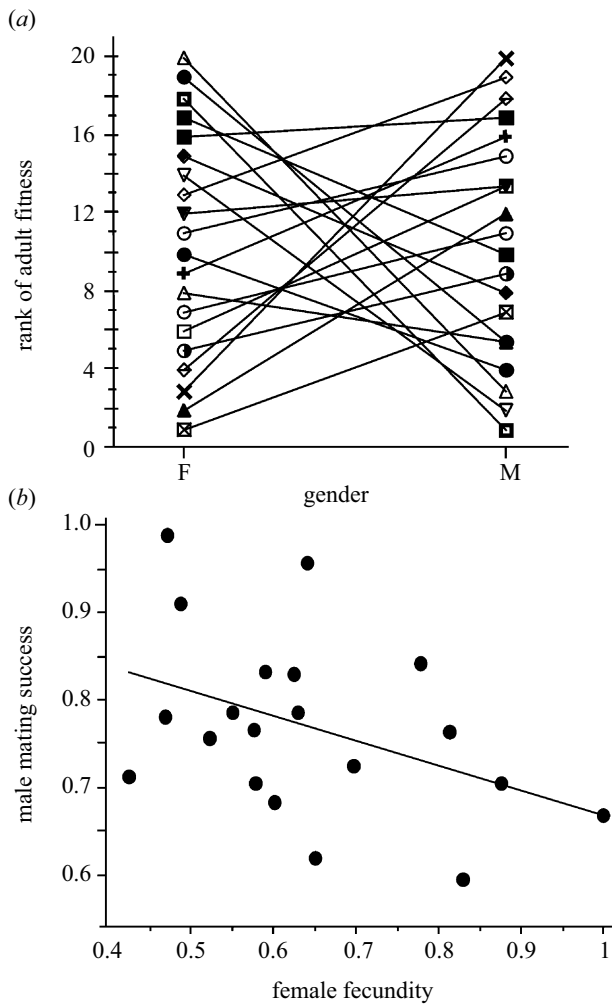 (a)
20
16
12
8
4
0
rank of adult fitness
F
M
gender
(b)
1.0
0.9
0.8
0.7
0.6
male mating success
0.4
0.5
0.6
0.7
0.8
0.9
1
female fecundity